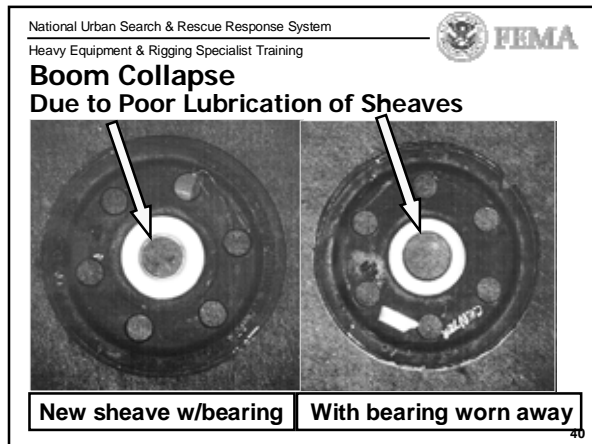 National Urban Search & Rescue Response System
Heavy Equipment & Rigging Specialist Training
FEMA
Boom Collapse
Due to Poor Lubrication of Sheaves
New sheave w/bearing
With bearing worn away
40